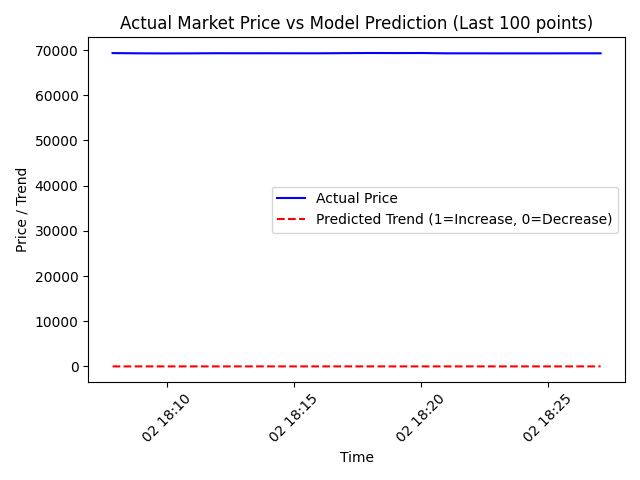 Actual Market Price vs Model Prediction (Last 100 points)
Price / Trend
70000
60000
50000
40000
30000
20000
10000
0
Actual Price
Predicted Trend (1=Increase, 0=Decrease)
02 18:10
02 18:15
02 18:20
02 18:25
Time